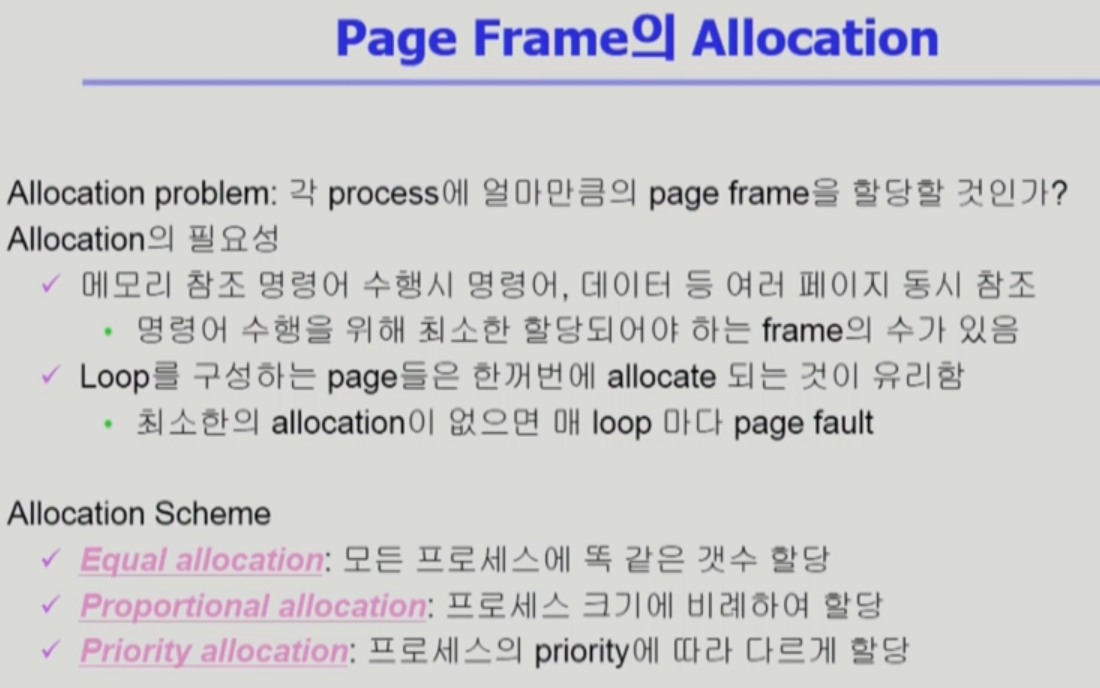 Page Frame의 Allocation
Allocation problem: 각 process에 얼마만큼의 page frame을 할당할 것인가?
Allocation의 필요성
✓ 메모리 참조 명령어 수행시 명령어, 데이터 등 여러 페이지 동시 참조
• 명령어 수행을 위해 최소한 할당되어야 하는 frame의 수가 있음
✓ Loop를 구성하는 page들은 한꺼번에 allocate 되는 것이 유리함
• 최소한의 allocation이 없으면 매 loop 마다 page fault
Allocation Scheme
✓ Equal allocation: 모든 프로세스에 똑 같은 갯수 할당
✓ Proportional allocation: 프로세스 크기에 비례하여 할당
✓ Priority allocation: 프로세스의 priority에 따라 다르게 할당